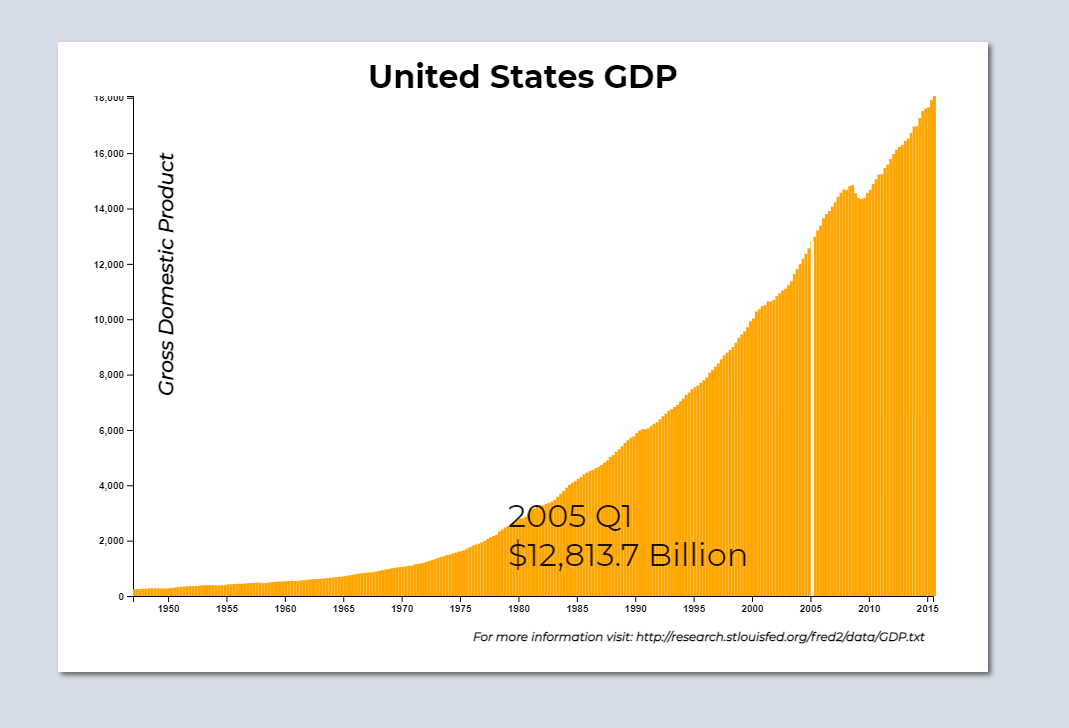 United States GDP
18,000
16,000
14,000
12,000
10,000
8,000
6,000
4,000
2,000
0
Gross Domestic Product
2005 Q1
$12,813.7 Billion
1950 1955 1960 1965 1970 1975 1980 1985 1990 1995 2000 2005 2010 2015
For more information visit: http://research.stlouisfed.org/fred2/data/GDP.txt